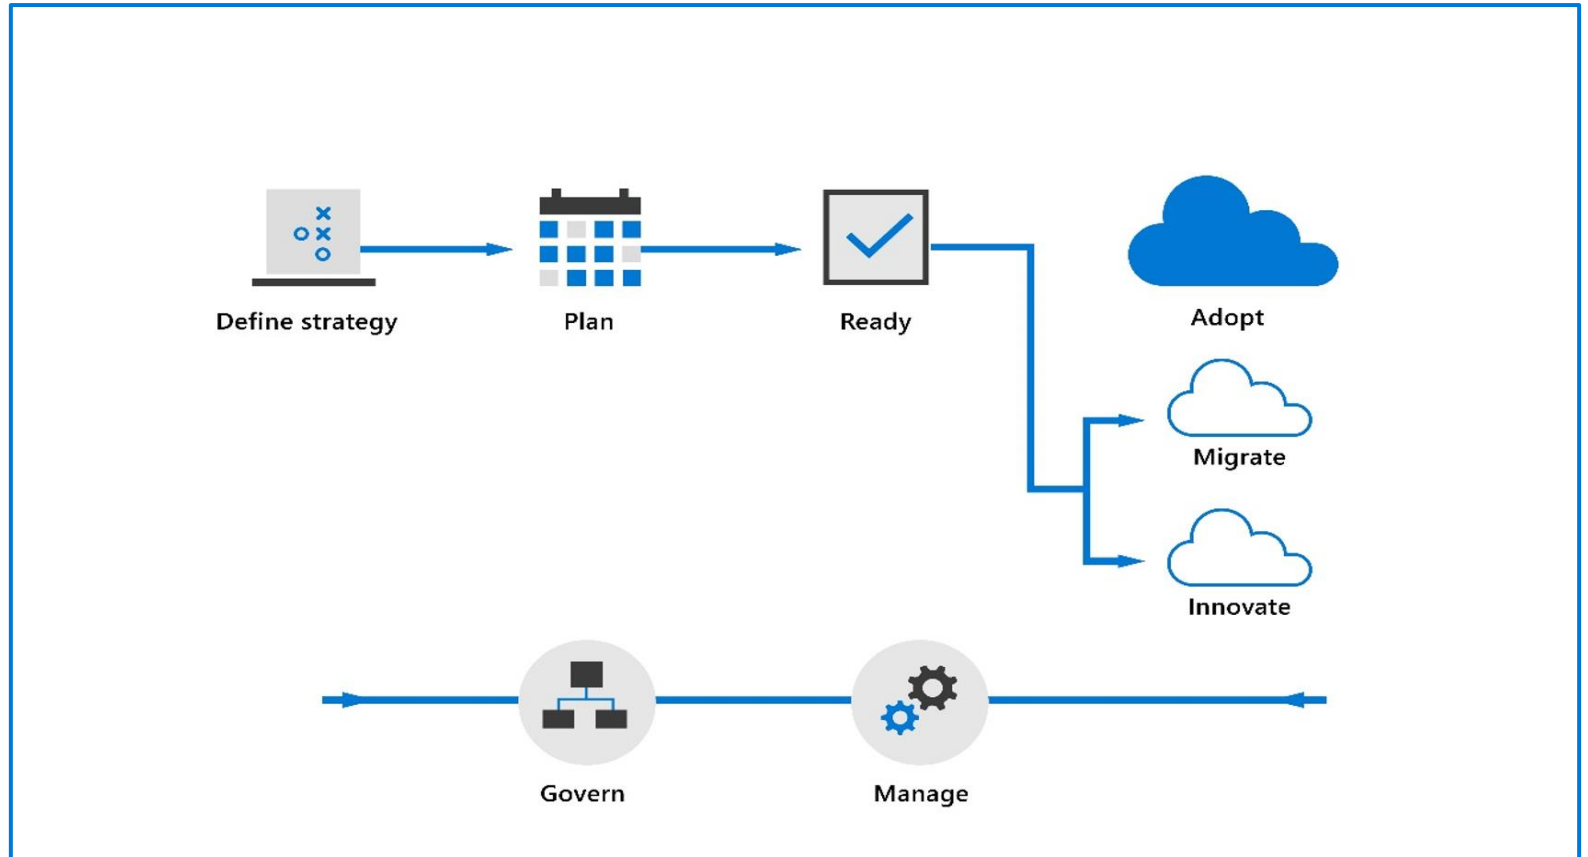 Define strategy
Plan
Ready
Adopt
Migrate
Innovate
Govern
Manage